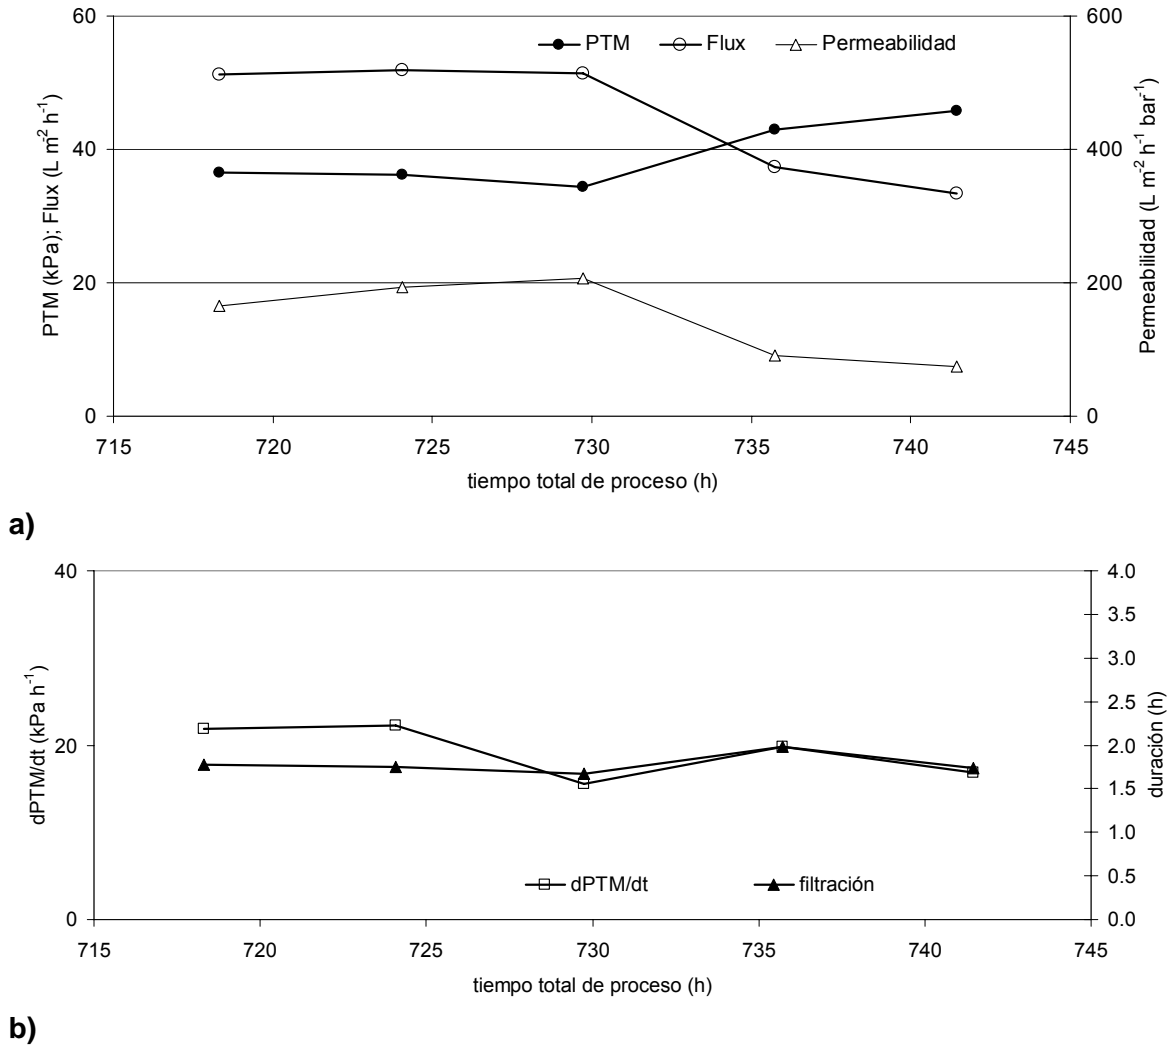 PTM Flux Permeabilidad
PTM (kPa); Flux (L m-2 h-1)
60
40
20
0
Permeabilidad (L m-2 h-1 bar-1)
600
400
200
0
715 720 725 730 735 740 745
tiempo total de proceso (h)
a)
dPTM/dt (kPa h-1)
40
20
0
duración (h)
4.0
3.5
3.0
2.5
2.0
1.5
1.0
0.5
0.0
dPTM/dt filtración
715 720 725 730 735 740 745
tiempo total de proceso (h)
b)